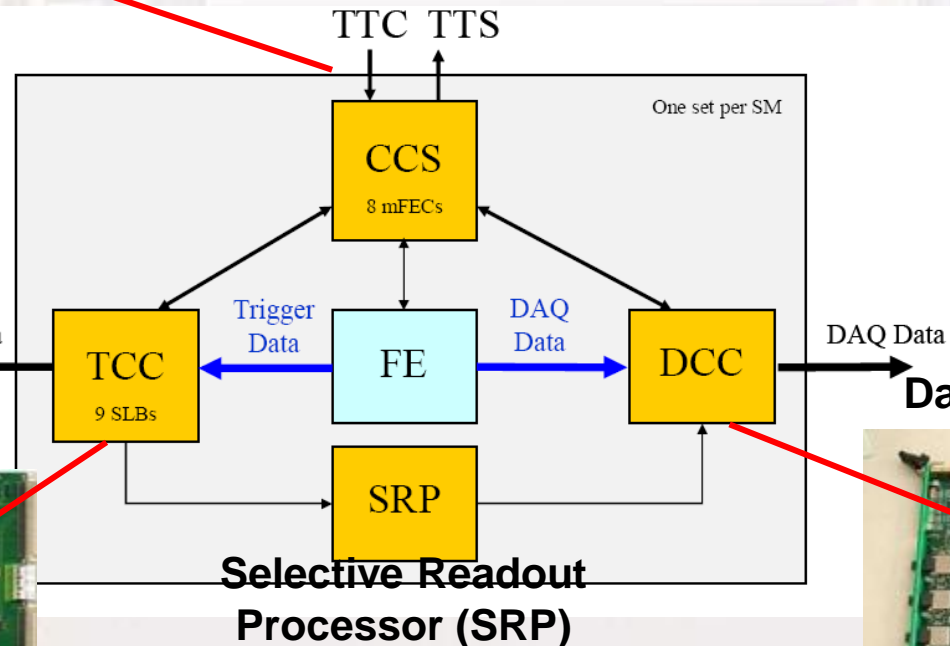 TTC TTS
One set per SM
CCS
8 mFECs
Trigger
Data
DAQ
Data
DAQ Data
TCC
9 SLBs
FE
DCC
Da
SRP
Selective Readout
Processor (SRP)